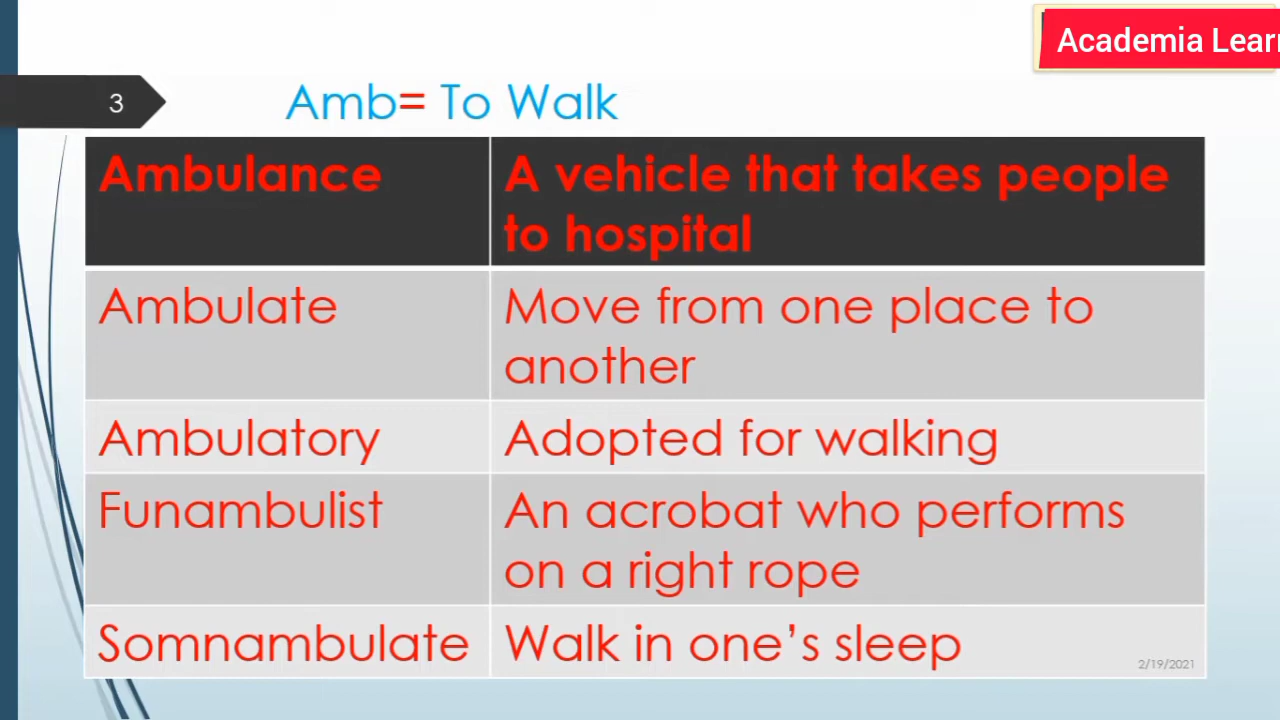 Academia Lear
3
Amb= To Walk
Ambulance
A vehicle that takes people
to hospital
Ambulate
Move from one place to
another
Ambulatory
Adopted for walking
Funambulist
An acrobat who performs
on a right rope
Somnambulate
Walk in one’s sleep
2/19/2021